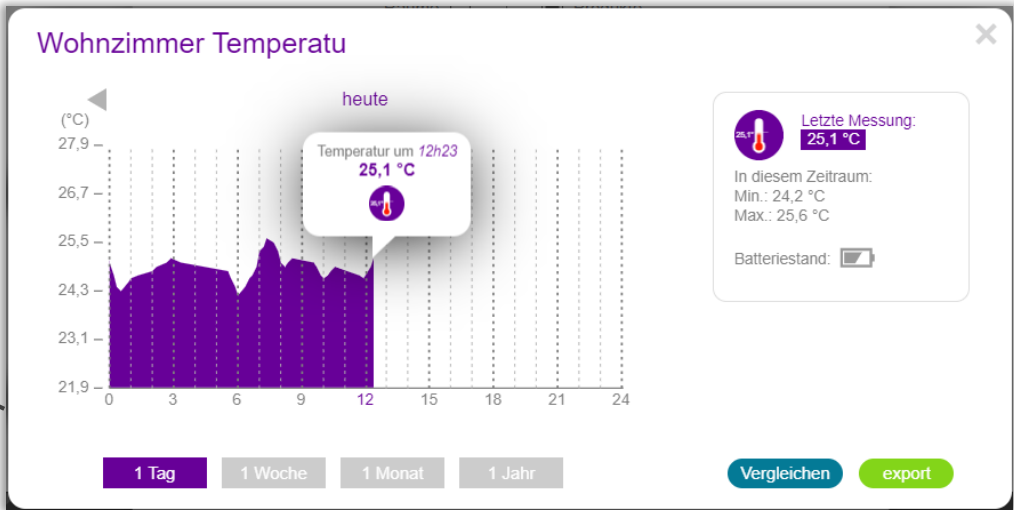 Wohnzimmer Temperatu
×
heute
(°C)
27,9
26,7
25,5
24,3
23,1
21,9
0 3 6 9 12 15 18 21 24
Temperatur um 12h23
25,1 °C
Letzte Messung:
25,1 °C
25,1°
In diesem Zeitraum:
Min.: 24,2 °C
Max.: 25,6 °C
Batteriestand:
1 Tag
1 Woche
1 Monat
1 Jahr
Vergleichen
export